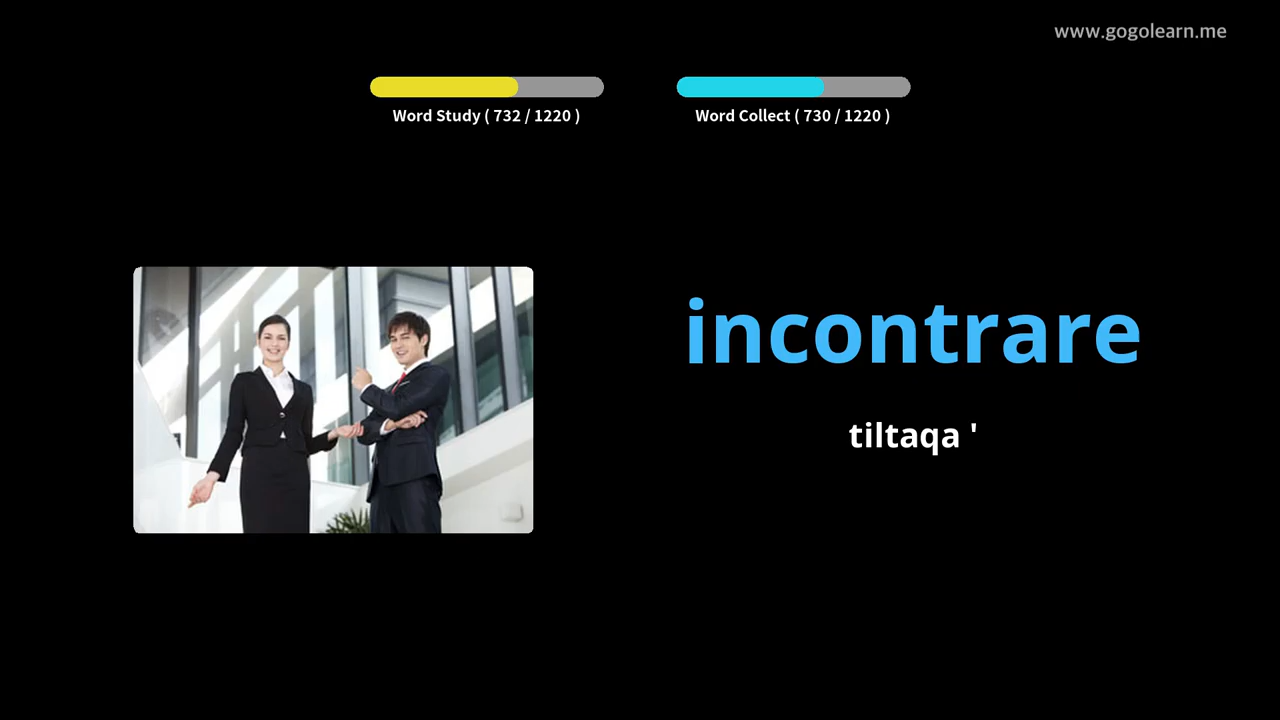 www.gogolearn.me
Word Study ( 732 / 1220 )
Word Collect ( 730 / 1220 )
incontrare
tiltaqa '